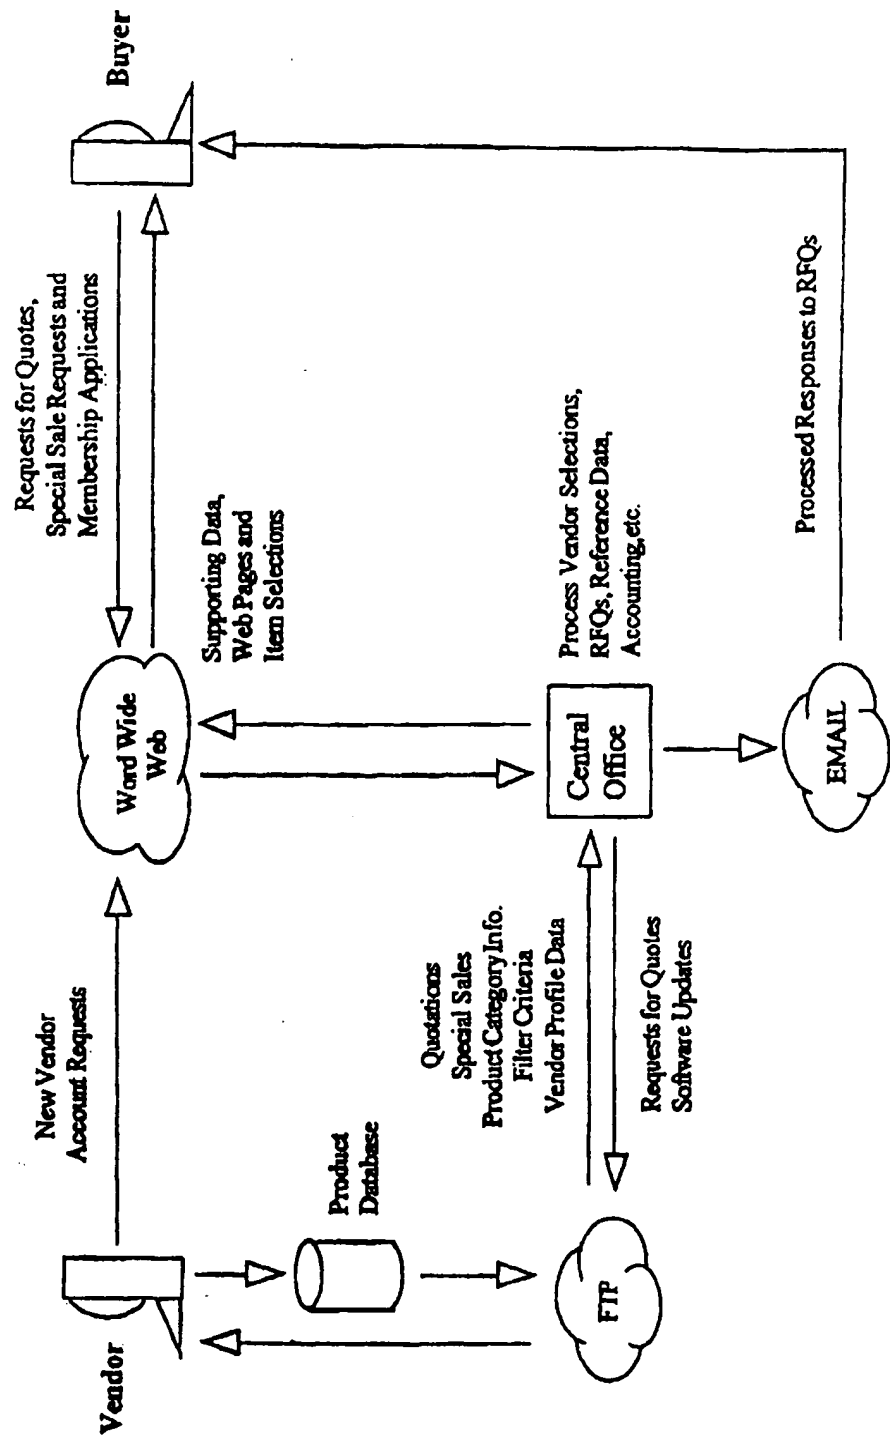 Vendor
New Vendor
Account Requests
Word Wide
Web
Requests for Quotes,
Special Sale Requests and
Membership Applications
Buyer
Supporting Data,
Web Pages and
Item Selections
Product
Database
Quotations
Special Sales
Product Category Info.
Filter Criteria
Vendor Profile Data
Central
Office
Process Vendor Selections,
RFQs, Reference Data,
Accounting,etc.
FTP
Requests for Quotes
Software Updates
EMAIL
Processed Responses to RFQs